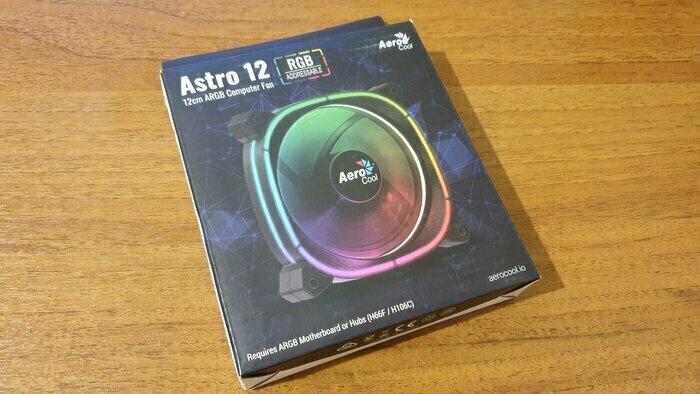 Astro 12
12cm ARGB Computer Fan
RGB
ADDRESSABLE
Aero
Cool
Aero
Cool
aerocool.io
Requires ARGB Motherboard or Hubs (H66F / H106C)